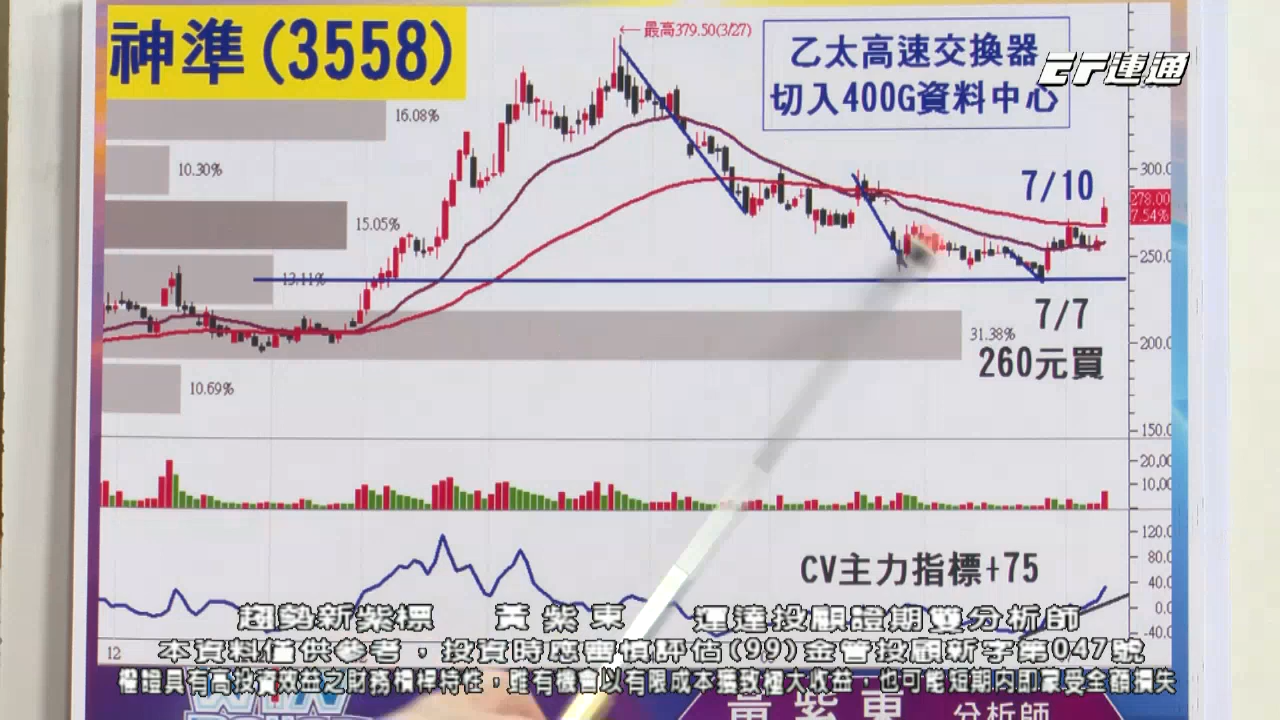 神準(3558)
←最高379.50(3/27)
乙太高速交換器
切入400G資料中心
EF連通
16.08%
10.30%
15.05%
13.11%
31.38%
10.69%
7/10
300.0
278.00
7.54%
250.0
7/7
260元買
200.0
150.0
20.00
10.00
120.0
80.0
40.0
0.0
-40.0
CV主力指標+75
12
趨勢新紫標 黃紫東 運達投顧證期雙分析師
本資料僅供參考，投資時應審慎評估(99)金管投顧新字第047號
權證具有高投資效益之財務槓桿特性，雖有機會以有限成本獲致極大收益，也可能短期內即蒙受全額損失
黃紫東 分析師